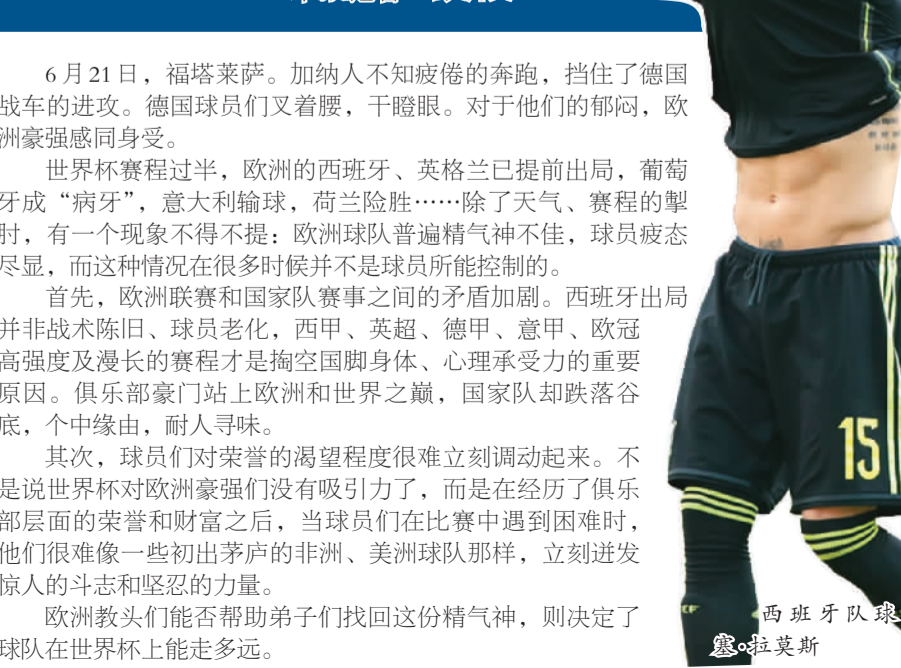 6月21日，福塔莱萨。加纳人不知疲倦的奔跑，挡住了德国
战车的进攻。德国球员们叉着腰，干瞪眼。对于他们的郁闷，欧
洲豪强感同身受。
世界杯赛程过半，欧洲的西班牙、英格兰已提前出局，葡萄
牙成“病牙”，意大利输球，荷兰险胜……除了天气、赛程的掣
肘，有一个现象不得不提：欧洲球队普遍精气神不佳，球员疲态
尽显，而这种情况在很多时候并不是球员所能控制的。
首先，欧洲联赛和国家队赛事之间的矛盾加剧。西班牙出局
并非战术陈旧、球员老化，西甲、英超、德甲、意甲、欧冠
高强度及漫长的赛程才是掏空国脚身体、心理承受力的重要
原因。俱乐部豪门站上欧洲和世界之巅，国家队却跌落谷
底，个中缘由，耐人寻味。
其次，球员们对荣誉的渴望程度很难立刻调动起来。不
是说世界杯对欧洲豪强们没有吸引力了，而是在经历了俱乐
部层面的荣誉和财富之后，当球员们在比赛中遇到困难时，
他们很难像一些初出茅庐的非洲、美洲球队那样，立刻迸发
惊人的斗志和坚忍的力量。
欧洲教头们能否帮助弟子们找回这份精气神，则决定了
球队在世界杯上能走多远。
15
西班牙队球
塞·拉莫斯